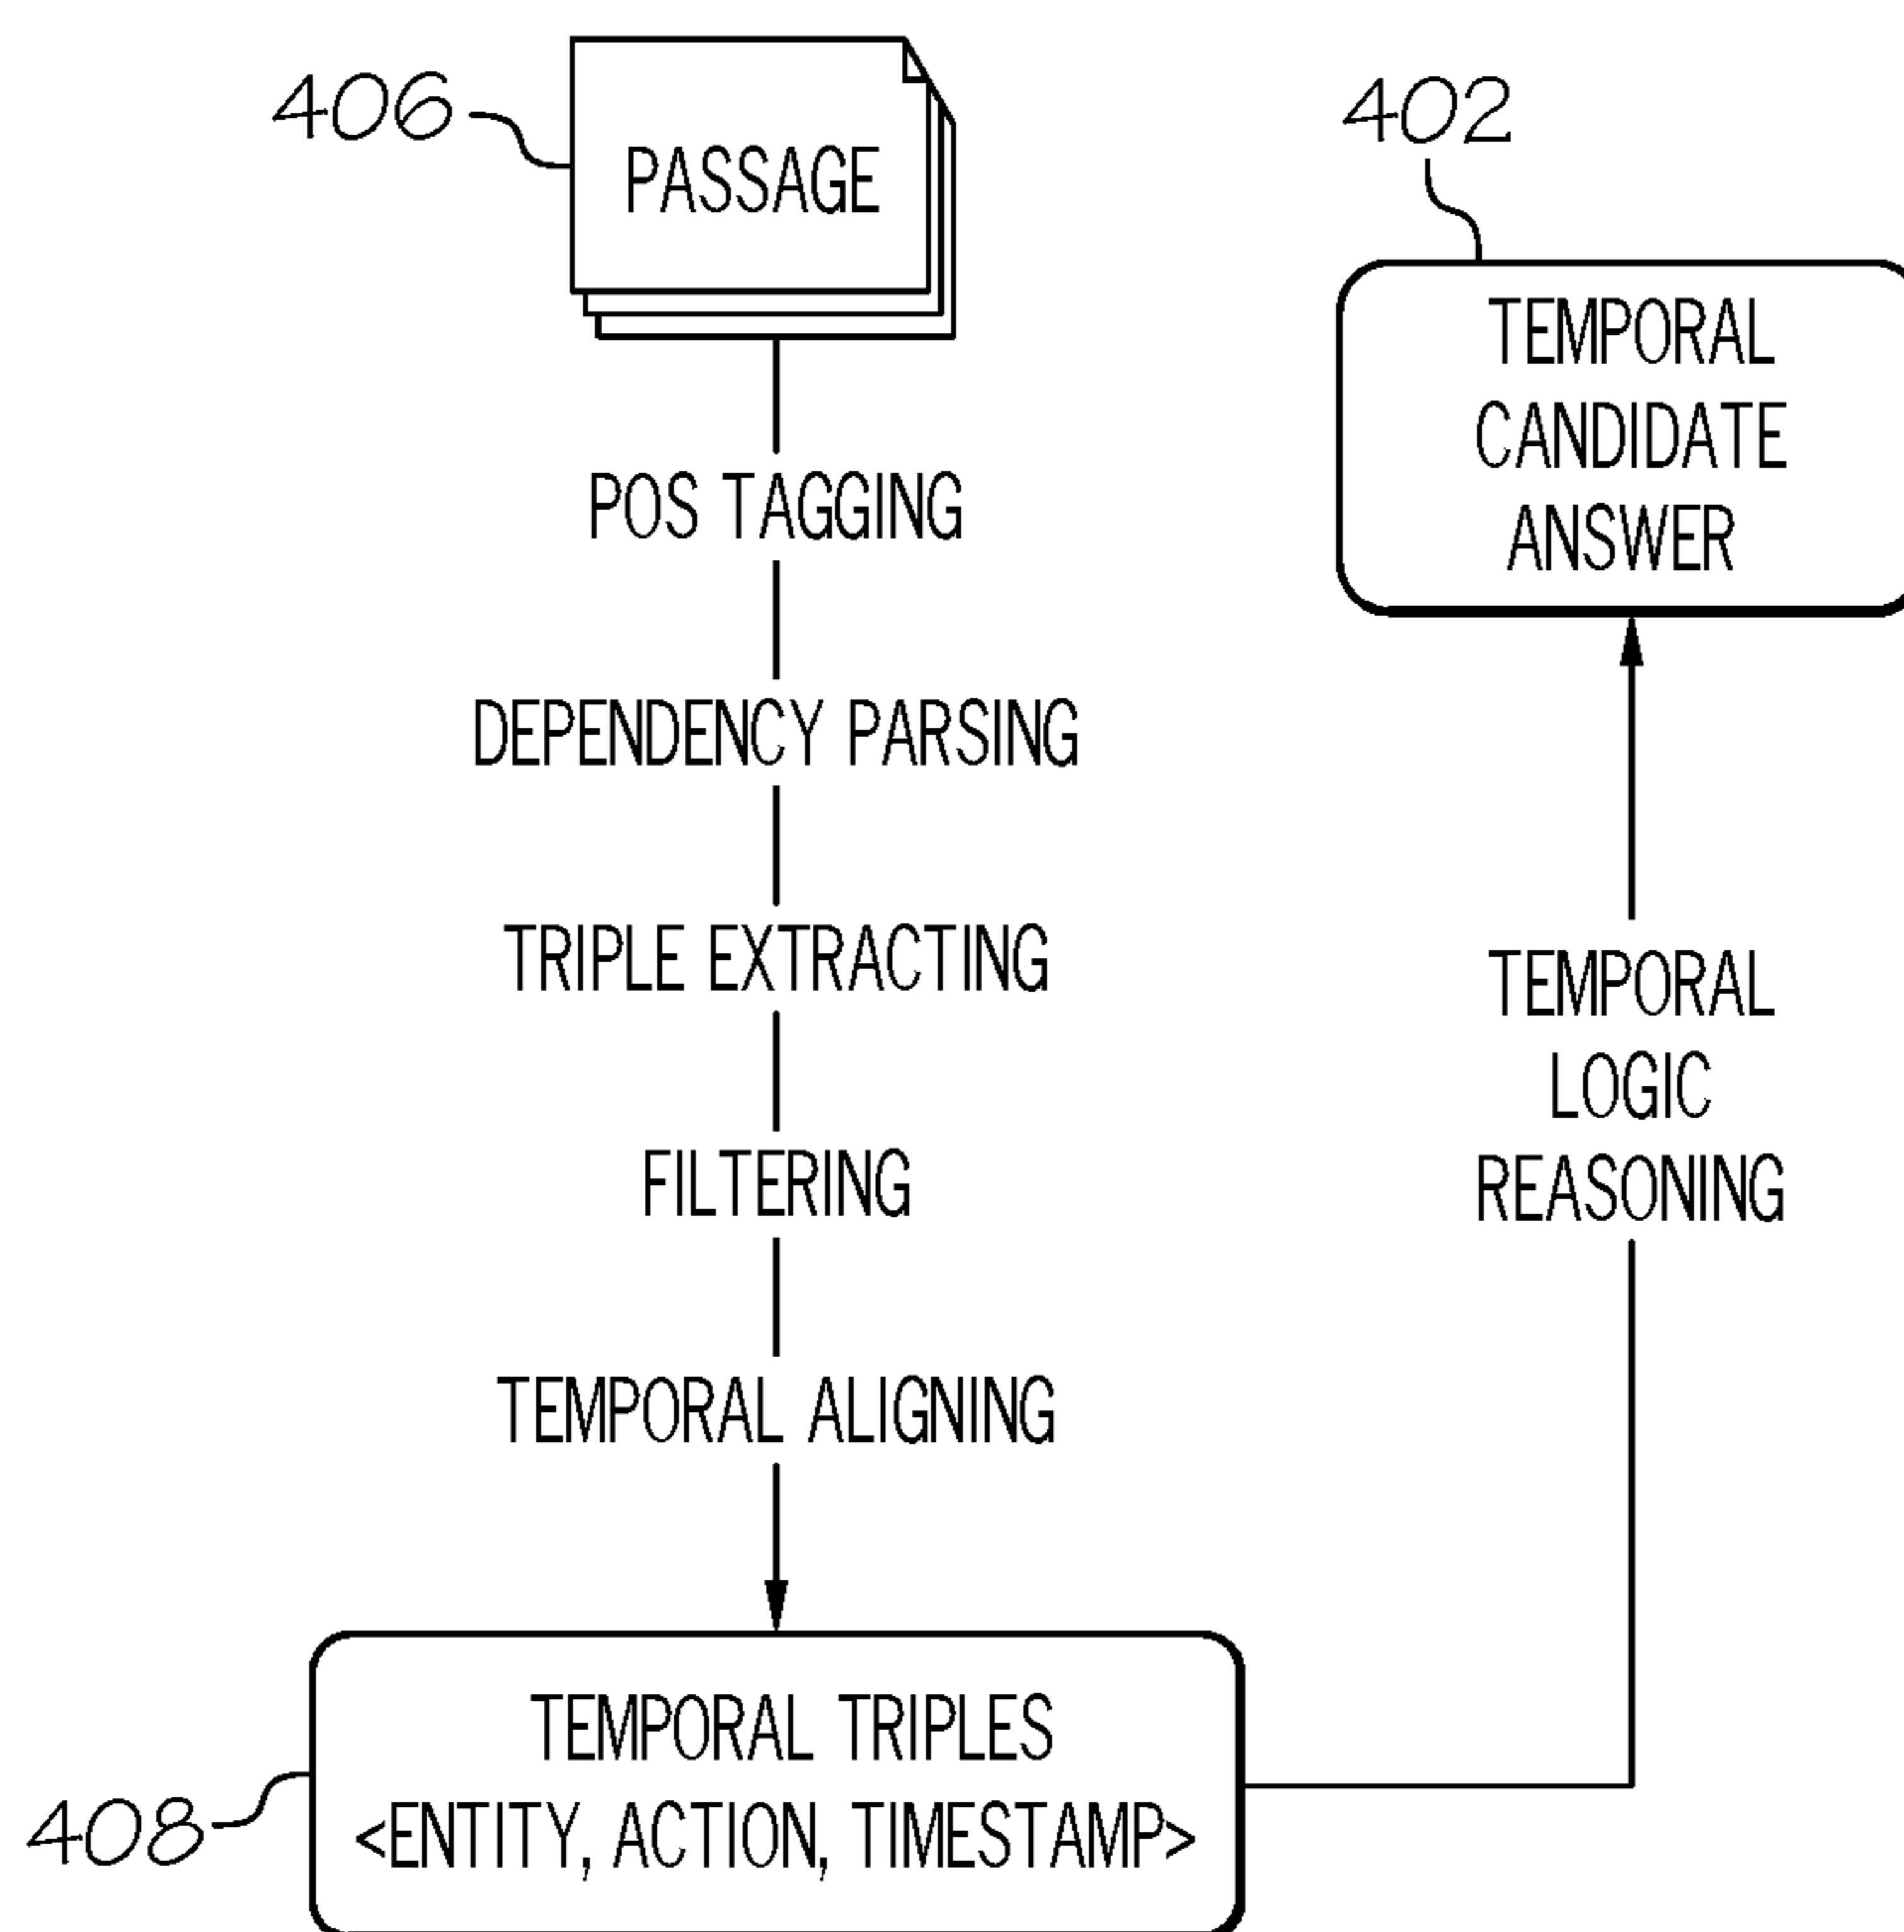 406
PASSAGE
POS TAGGING
DEPENDENCY PARSING
TRIPLE EXTRACTING
FILTERING
TEMPORAL ALIGNING
408
TEMPORAL TRIPLES
<ENTITY, ACTION, TIMESTAMP>
402
TEMPORAL
CANDIDATE
ANSWER
TEMPORAL
LOGIC
REASONING